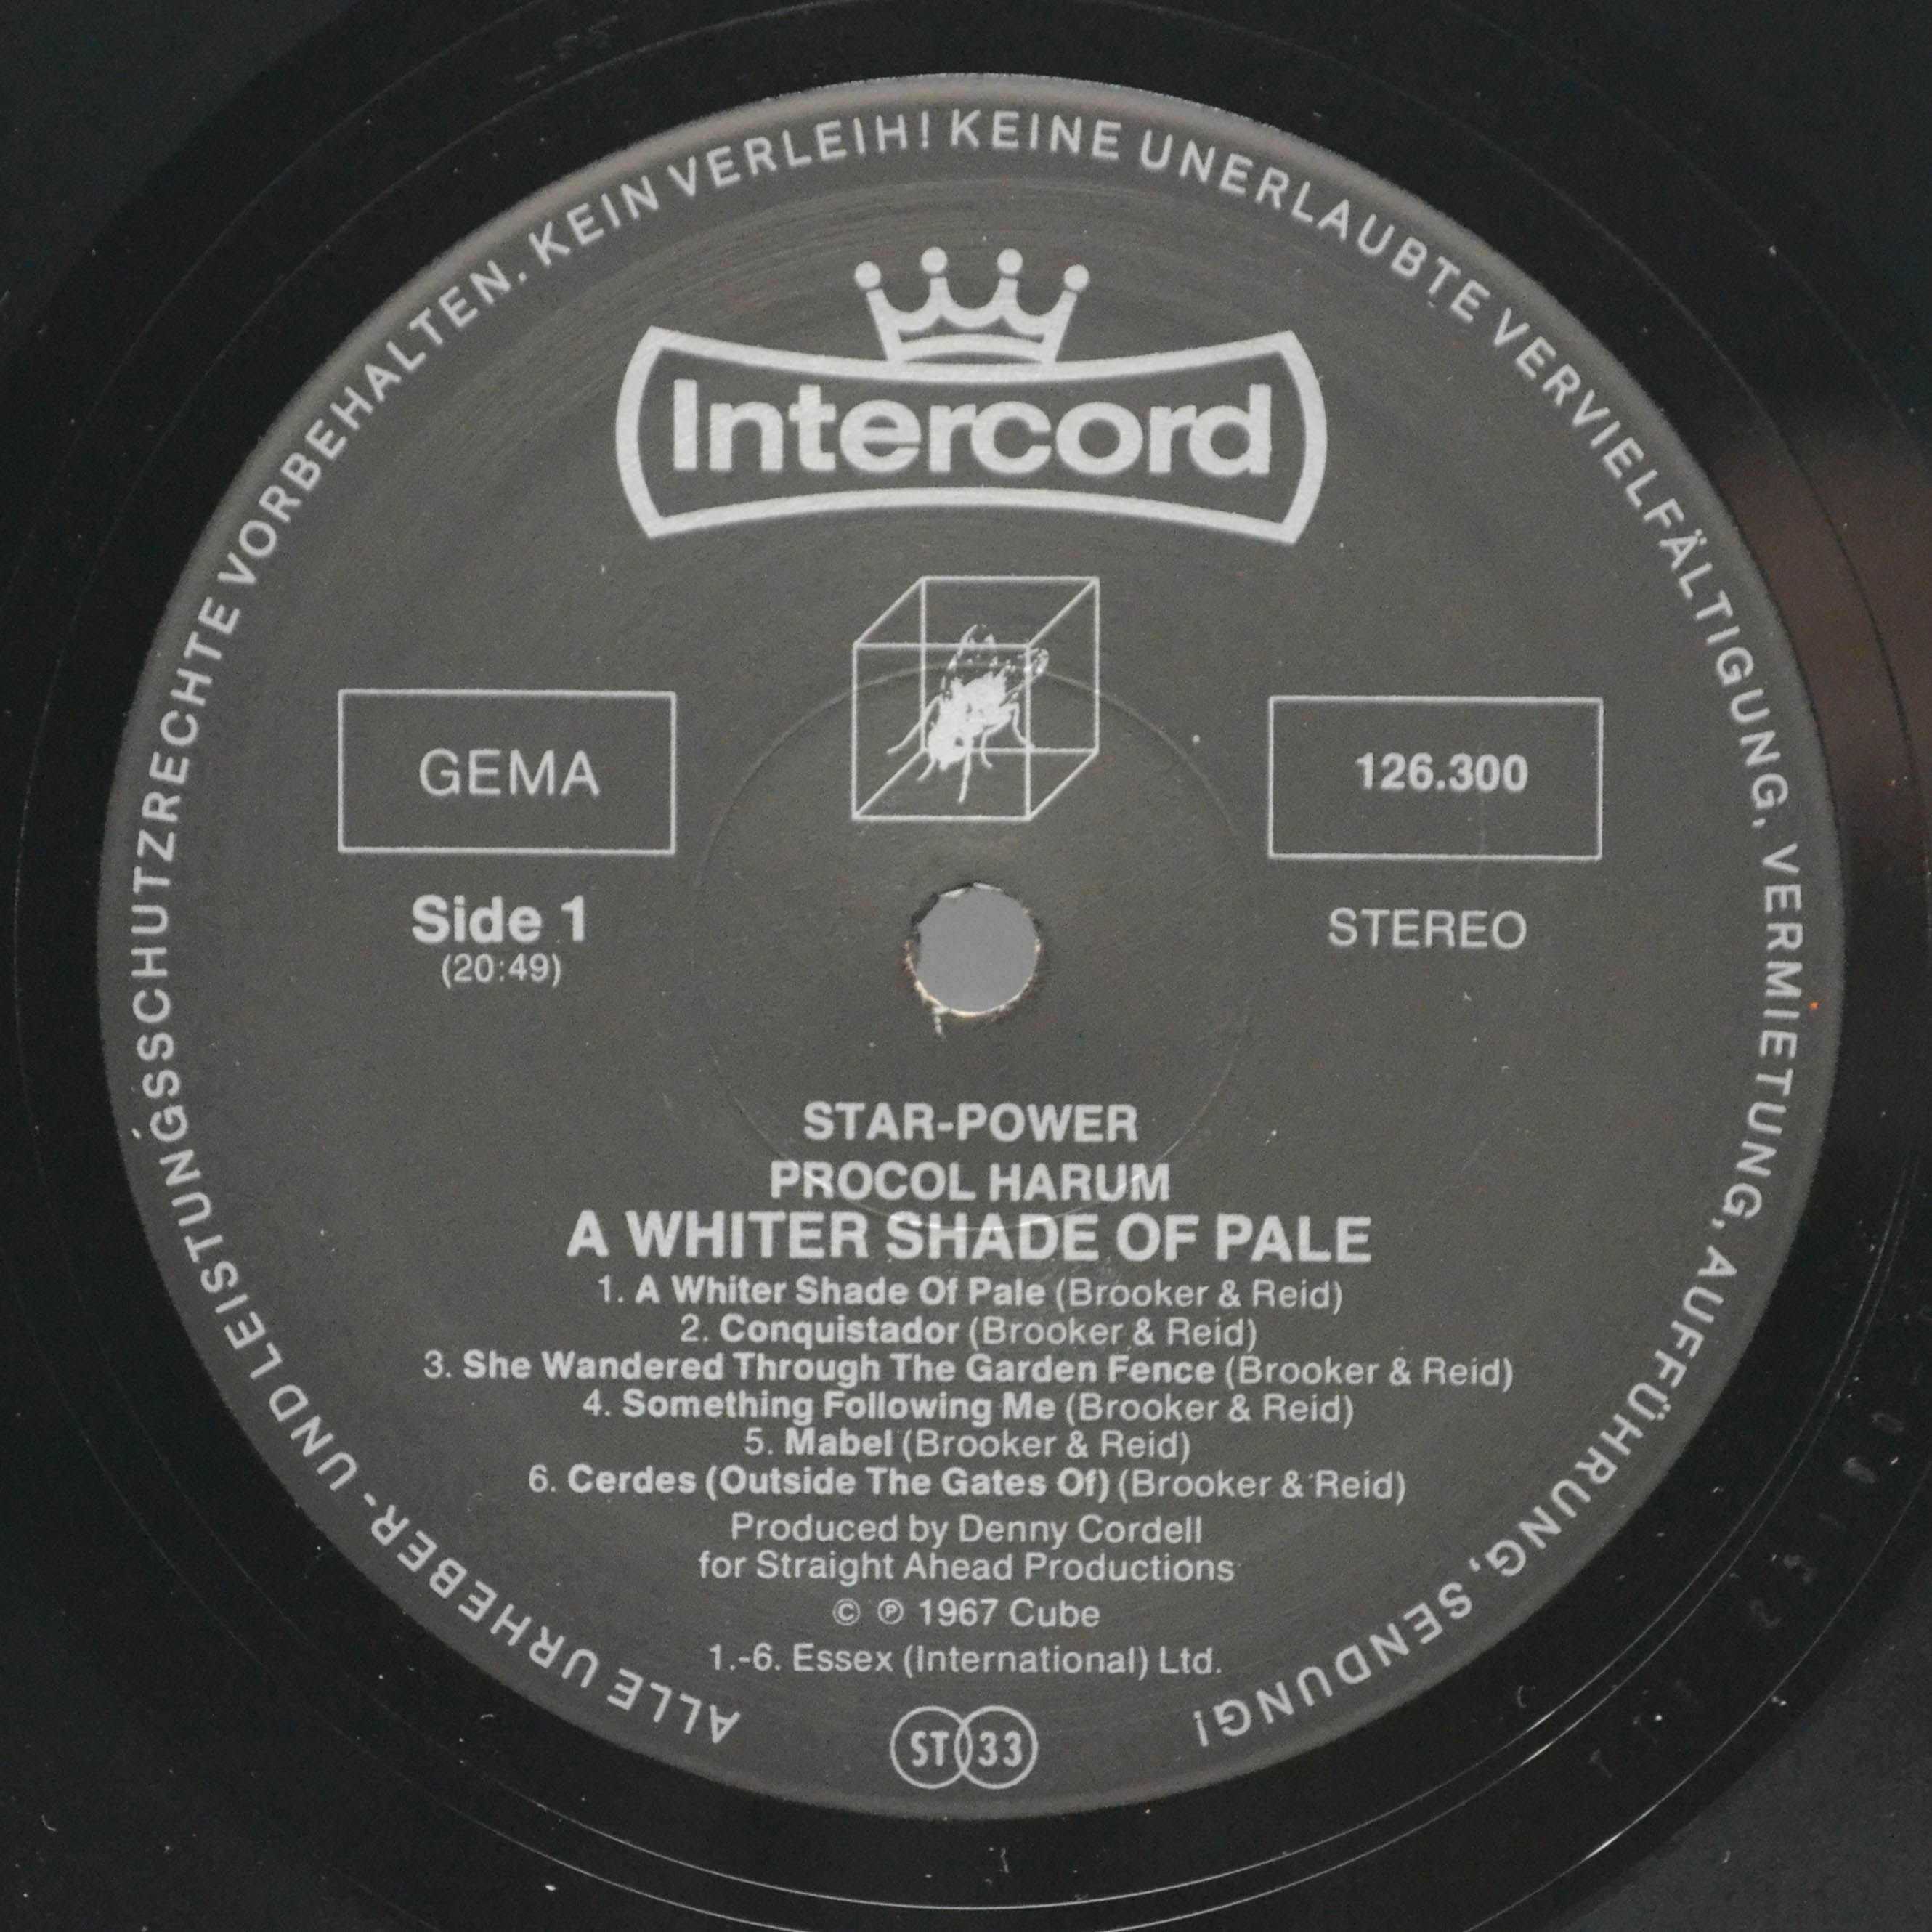 ALLE URHEBER- UND LEISTUNGSSCHUTZRECHTE VORBEHALTEN. KEIN VERLEIH! KEINE UNERLAUBTE VERVIELFÄLTIGUNG, VERMIETUNG, AUFFÜHRUNG, SENDUNG!
Intercord
GEMA
126.300
Side 1
(20:49)
STEREO
STAR-POWER
PROCOL HARUM
A WHITER SHADE OF PALE
1. A Whiter Shade Of Pale (Brooker & Reid)
2. Conquistador (Brooker & Reid)
3. She Wandered Through The Garden Fence (Brooker & Reid)
4. Something Following Me (Brooker & Reid)
5. Mabel (Brooker & Reid)
6. Cerdes (Outside The Gates Of) (Brooker & Reid)
Produced by Denny Cordell
for Straight Ahead Productions
© ℗ 1967 Cube
1.-6. Essex (International) Ltd.
ST 33